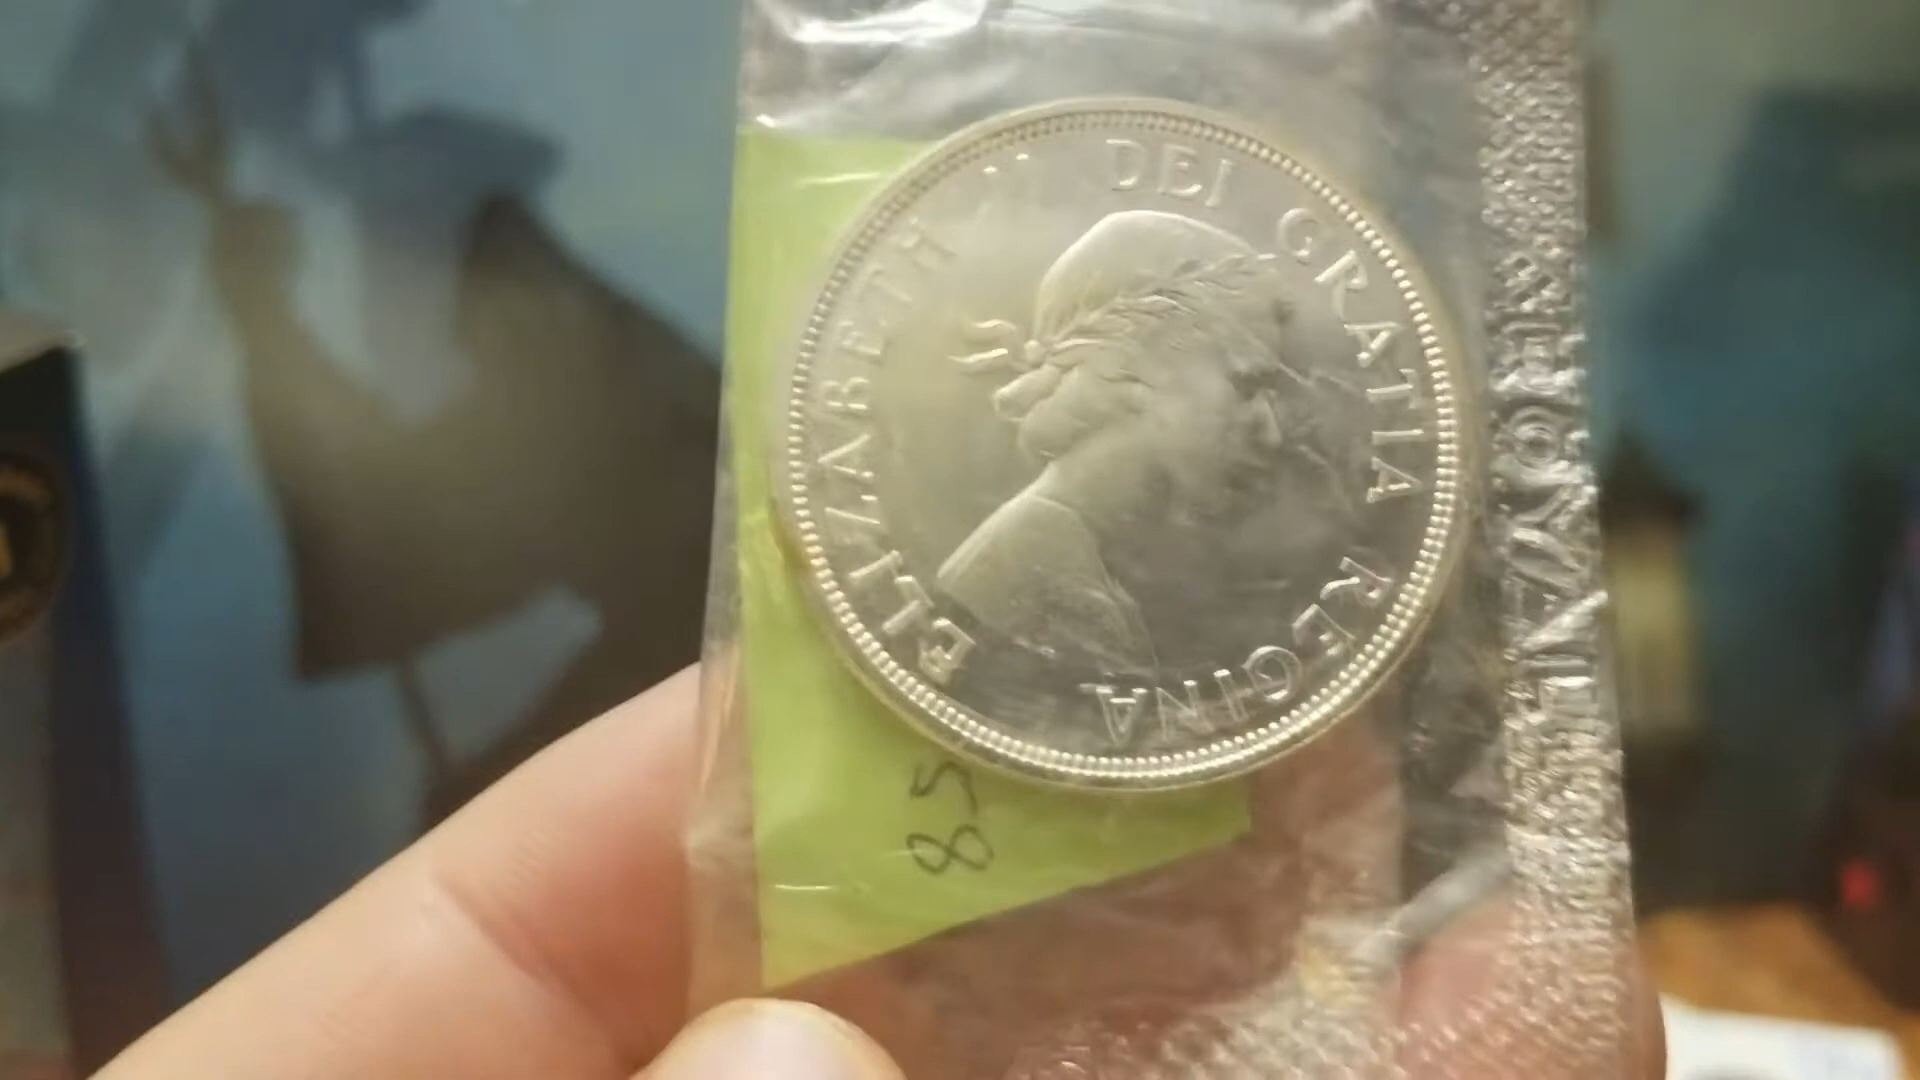 ELIZABETH II DEI GRATIA REGINA
85
ROYAL